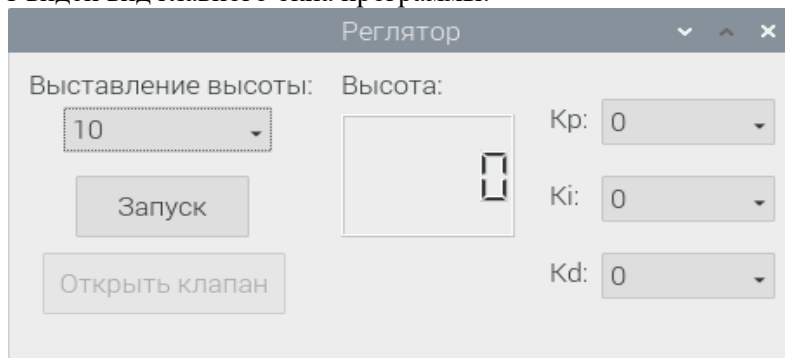 Реглятор
Выставление высоты:
10
Запуск
Открыть клапан
Высота:
0
Kp: 0
Ki: 0
Kd: 0